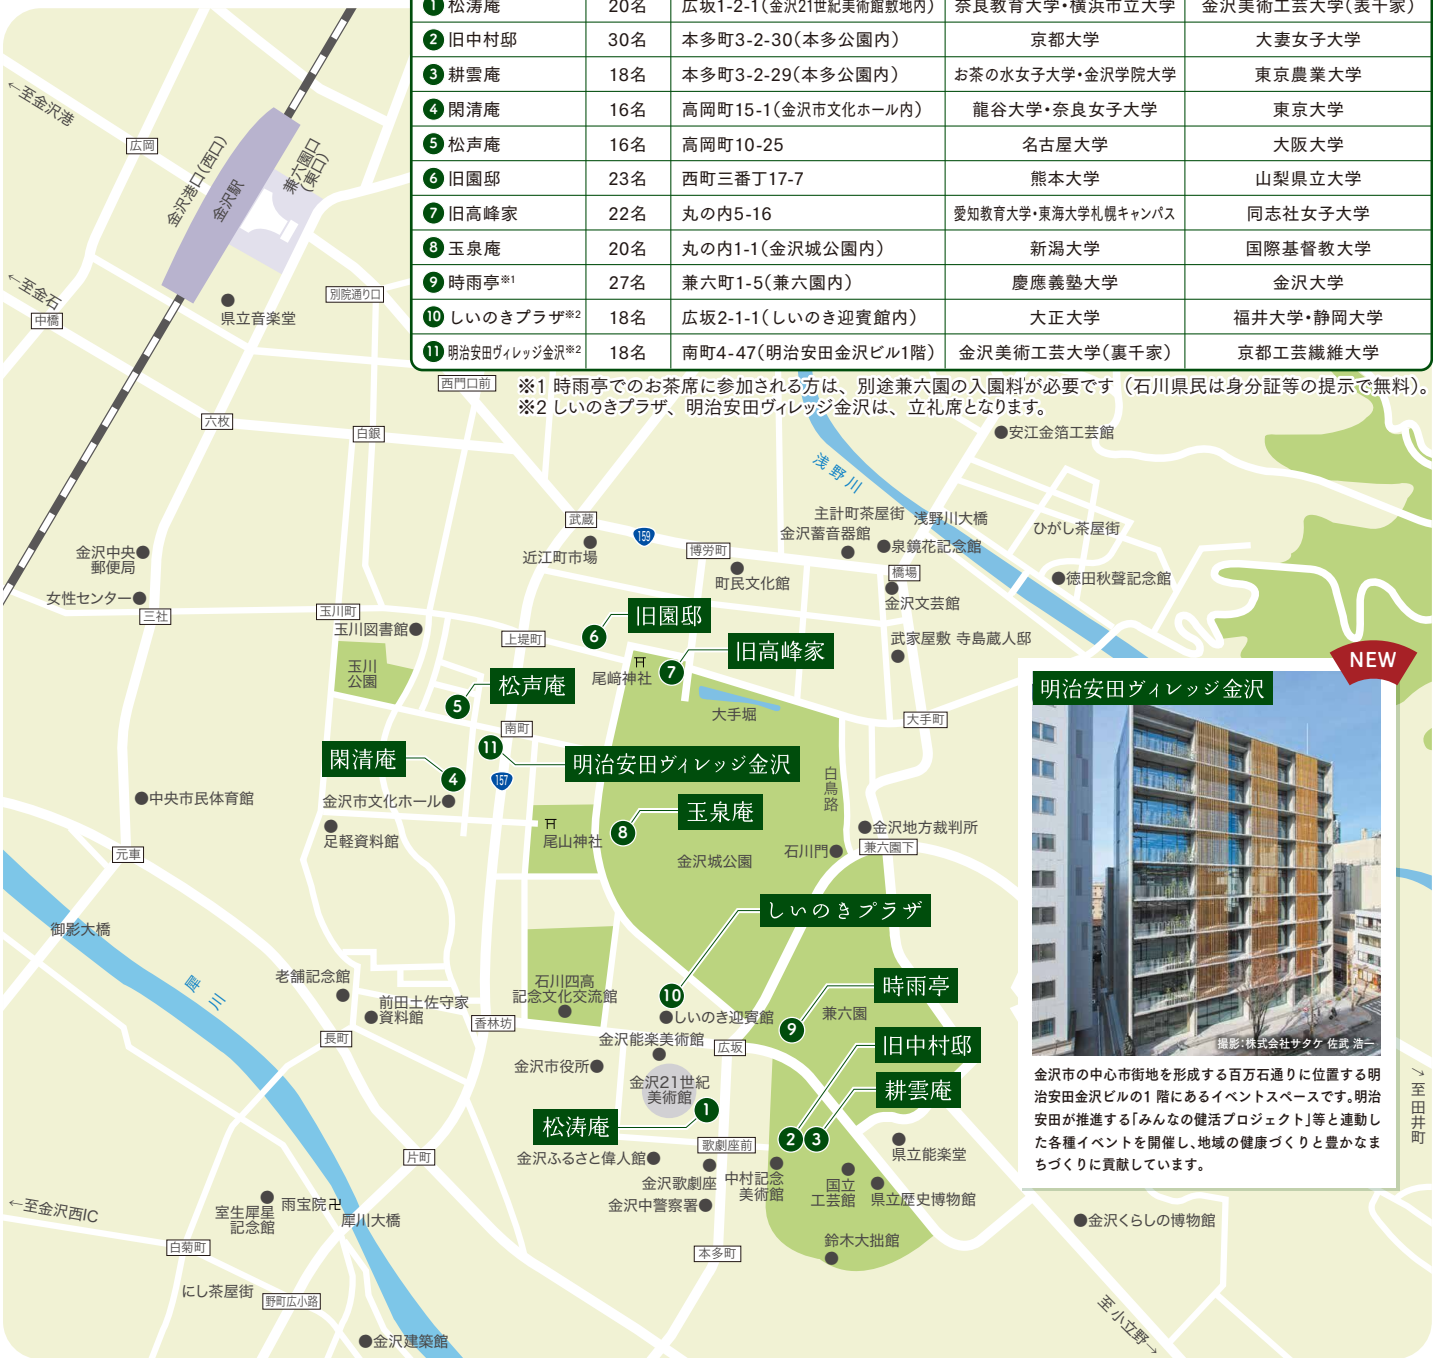 1 松涛庵 20名 広坂1-2-1(金沢21世紀美術館敷地内) 奈良教育大学・横浜市立大学 金沢美術工芸大学(表千家)
2 旧中村邸 30名 本多町3-2-30(本多公園内) 京都大学 大妻女子大学
3 耕雲庵 18名 本多町3-2-29(本多公園内) お茶の水女子大学・金沢学院大学 東京農業大学
4 閑清庵 16名 高岡町15-1(金沢市文化ホール内) 龍谷大学・奈良女子大学 東京大学
5 松声庵 16名 高岡町10-25 名古屋大学 大阪大学
6 旧園邸 23名 西町三番丁17-7 熊本大学 山梨県立大学
7 旧高峰家 22名 丸の内5-16 愛知教育大学・東海大学札幌キャンパス 同志社女子大学
8 玉泉庵 20名 丸の内1-1(金沢城公園内) 新潟大学 国際基督教大学
9 時雨亭※1 27名 兼六町1-5(兼六園内) 慶應義塾大学 金沢大学
10 しいのきプラザ※2 18名 広坂2-1-1(しいのき迎賓館内) 大正大学 福井大学・静岡大学
11 明治安田ヴィレッジ金沢※2 18名 南町4-47(明治安田金沢ビル1階) 金沢美術工芸大学(裏千家) 京都工芸繊維大学
※1 時雨亭でのお茶席に参加される方は、別途兼六園の入園料が必要です（石川県民は身分証等の提示で無料）。
※2 しいのきプラザ、明治安田ヴィレッジ金沢は、立礼席となります。
←至金沢港
広岡
金沢港口(西口)
金沢駅
兼六園口
(東口)
←至金石
中橋
県立音楽堂
別院通り口
西門口前
六枚
白銀
安江金箔工芸館
浅野川
武蔵
159
近江町市場
博労町
町民文化館
主計町茶屋街
金沢蓄音器館
浅野川大橋
泉鏡花記念館
ひがし茶屋街
橋場
金沢文芸館
徳田秋聲記念館
金沢中央
郵便局
女性センター
三社
玉川町
玉川図書館
玉川
公園
上堤町
6
旧園邸
尾﨑神社
7
旧高峰家
武家屋敷 寺島蔵人邸
大手堀
大手町
5
松声庵
南町
11
明治安田ヴィレッジ金沢
閑清庵
4
157
金沢市文化ホール
中央市民体育館
足軽資料館
尾山神社
8
玉泉庵
金沢城公園
白鳥路
石川門
金沢地方裁判所
兼六園下
元車
御影大橋
犀川
しいのきプラザ
石川四高
記念文化交流館
10
しいのき迎賓館
時雨亭
9
兼六園
老舗記念館
前田土佐守家
資料館
長町
香林坊
金沢能楽美術館
広坂
金沢市役所
金沢21世紀
美術館
旧中村邸
耕雲庵
1
松涛庵
2
3
歌劇座前
県立能楽堂
片町
金沢ふるさと偉人館
金沢歌劇座
中村記念
美術館
国立
工芸館
県立歴史博物館
金沢中警察署
←至金沢西IC
室生犀星
記念館
雨宝院
犀川大橋
白菊町
本多町
鈴木大拙館
金沢くらしの博物館
にし茶屋街
野町広小路
金沢建築館
至小立野→
至田井町
↑
NEW
明治安田ヴィレッジ金沢
撮影:株式会社サタケ 佐武 浩一
金沢市の中心市街地を形成する百万石通りに位置する明
治安田金沢ビルの1階にあるイベントスペースです。明治
安田が推進する「みんなの健活プロジェクト」等と連動し
た各種イベントを開催し、地域の健康づくりと豊かなま
ちづくりに貢献しています。